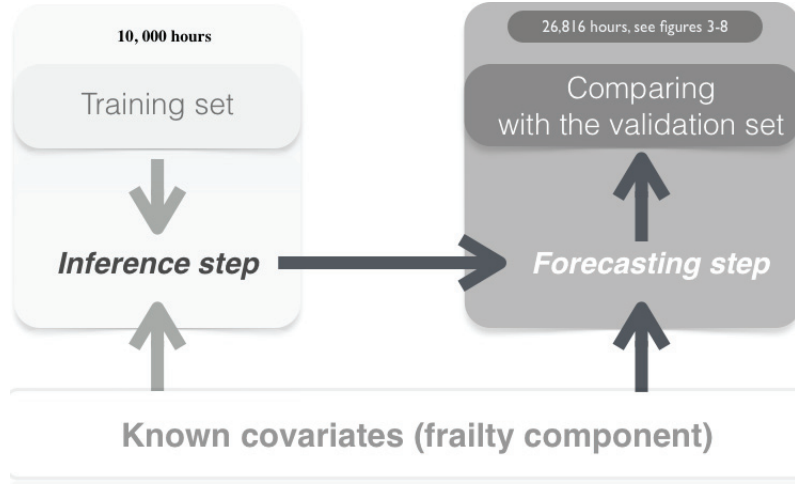 10, 000 hours
Training set
Inference step
26,816 hours, see figures 3-8
Comparing
with the validation set
Forecasting step
Known covariates (frailty component)